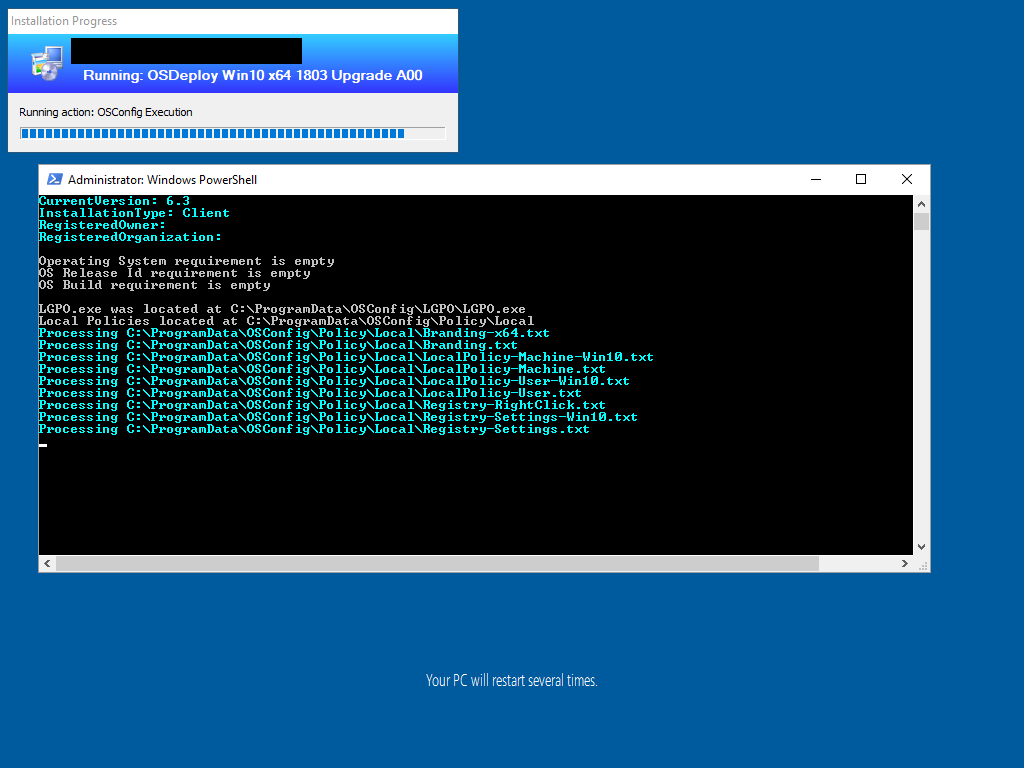 Installation Progress
Running: OSDeploy Win10 x64 1803 Upgrade A00
Running action: OSConfig Execution
Administrator: Windows PowerShell
CurrentVersion: 6.3
InstallationType: Client
RegisteredOwner:
RegisteredOrganization:
Operating System requirement is empty
OS Release Id requirement is empty
OS Build requirement is empty
LGPO.exe was located at C:\ProgramData\OSConfig\LGPO\LGPO.exe
Local Policies located at C:\ProgramData\OSConfig\Policy\Local
Processing C:\ProgramData\OSConfig\Policy\Local\Branding-x64.txt
Processing C:\ProgramData\OSConfig\Policy\Local\Branding.txt
Processing C:\ProgramData\OSConfig\Policy\Local\LocalPolicy-Machine-Win10.txt
Processing C:\ProgramData\OSConfig\Policy\Local\LocalPolicy-Machine.txt
Processing C:\ProgramData\OSConfig\Policy\Local\LocalPolicy-User-Win10.txt
Processing C:\ProgramData\OSConfig\Policy\Local\LocalPolicy-User.txt
Processing C:\ProgramData\OSConfig\Policy\Local\Registry-RightClick.txt
Processing C:\ProgramData\OSConfig\Policy\Local\Registry-Settings-Win10.txt
Processing C:\ProgramData\OSConfig\Policy\Local\Registry-Settings.txt
Your PC will restart several times.